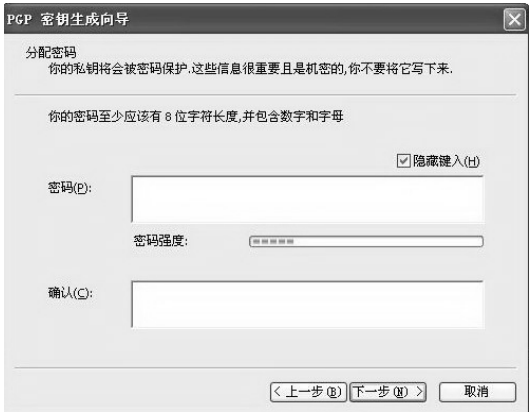 PGP 密钥生成向导
分配密码
你的私钥将会被密码保护.这些信息很重要且是机密的,你不要将它写下来.
你的密码至少应该有 8 位字符长度,并包含数字和字母
隐藏键入(H)
密码(P):
密码强度:
确认(C):
< 上一步(B) 下一步(N) > 取消